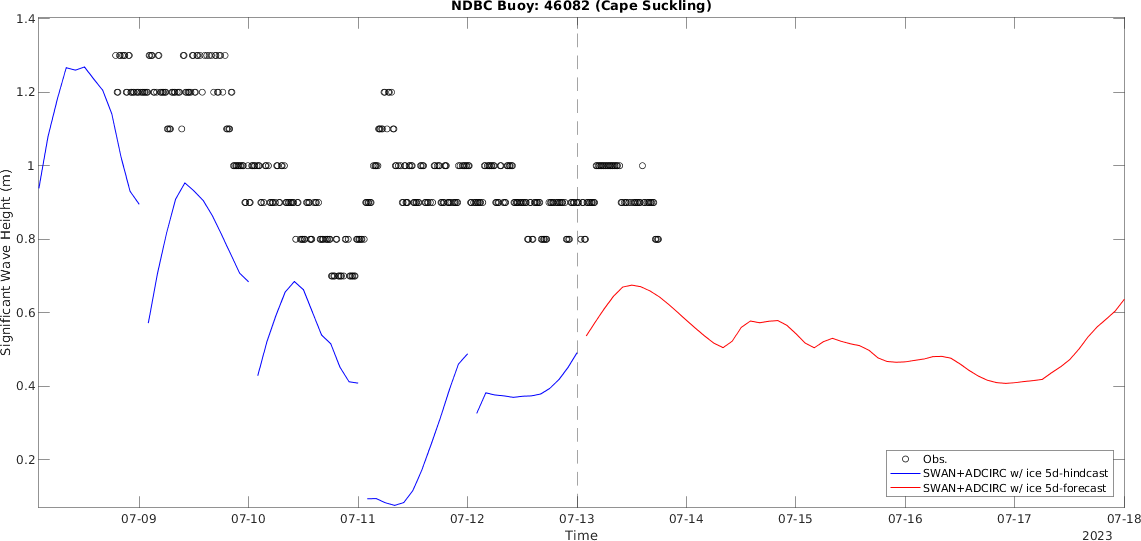 NDBC Buoy: 46082 (Cape Suckling)
1.4
1.2
1
0.8
0.6
0.4
0.2
Significant Wave Height (m)
07-09 07-10 07-11 07-12 07-13 07-14 07-15 07-16 07-17 07-18
Time
2023
Obs.
SWAN+ADCIRC w/ ice 5d-hindcast
SWAN+ADCIRC w/ ice 5d-forecast